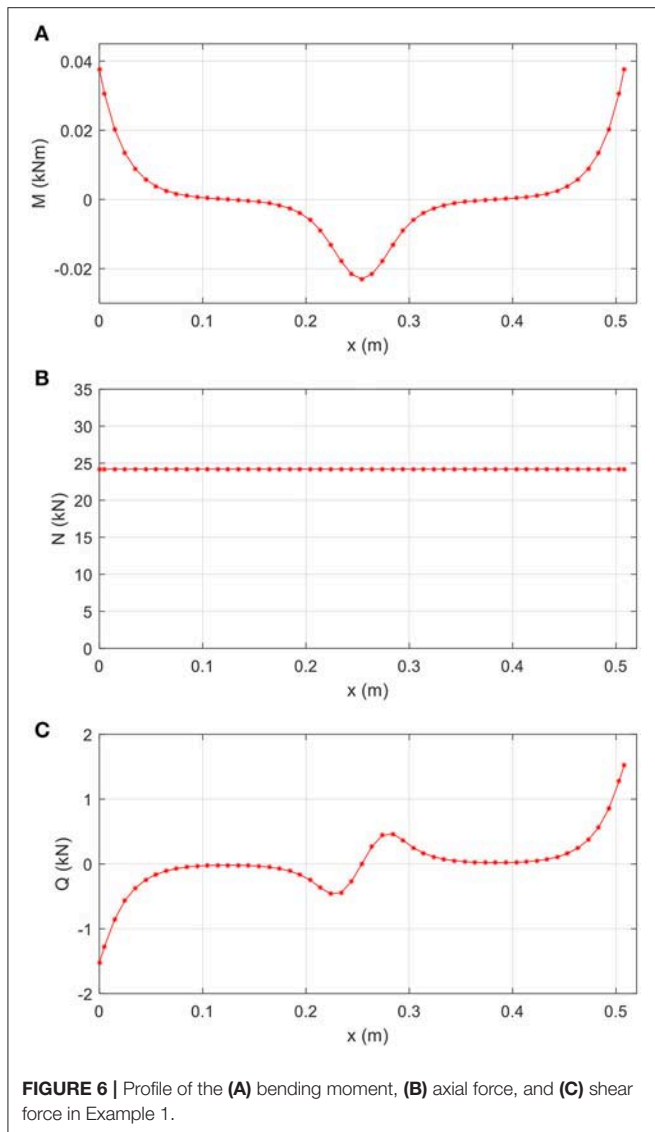 A
0.04
0.02
0
-0.02
M (kNm)
0 0.1 0.2 0.3 0.4 0.5
x (m)
B
35
30
25
20
15
10
5
0
N (kN)
0 0.1 0.2 0.3 0.4 0.5
x (m)
C
2
1
0
-1
-2
Q (kN)
0 0.1 0.2 0.3 0.4 0.5
x (m)
FIGURE 6 | Profile of the (A) bending moment, (B) axial force, and (C) shear
force in Example 1.